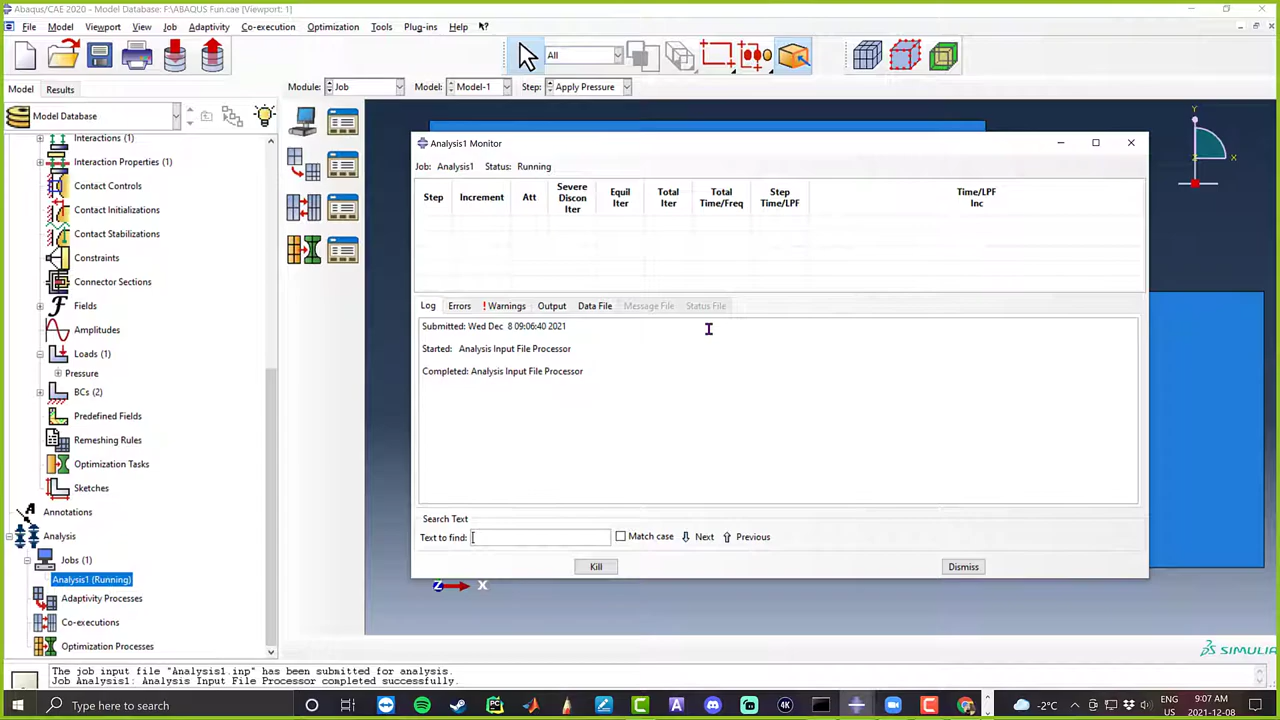 Abaqus/CAE 2020 - Model Database: F:\ABAQUS Fun.cae [Viewport: 1]
File Model Viewport View Job Adaptivity Co-execution Optimization Tools Plug-ins Help
All
Model Results
Module: Job Model: Model-1 Step: Apply Pressure
Model Database
Interactions (1)
Interaction Properties (1)
Contact Controls
Contact Initializations
Contact Stabilizations
Constraints
Connector Sections
Fields
Amplitudes
Loads (1)
Pressure
BCs (2)
Predefined Fields
Remeshing Rules
Optimization Tasks
Sketches
Annotations
Analysis
Jobs (1)
Analysis1 (Running)
Adaptivity Processes
Co-executions
Optimization Processes
Analysis1 Monitor
Job: Analysis1 Status: Running
Step Increment Att Severe Discon Iter Equil Iter Total Iter Total Time/Freq Step Time/LPF Time/LPF Inc
Log Errors ! Warnings Output Data File Message File Status File
Submitted: Wed Dec 8 09:06:40 2021
Started: Analysis Input File Processor
Completed: Analysis Input File Processor
Search Text
Text to find: Match case Next Previous
Kill Dismiss
Y
Z X
Z X
SIMULIA
The job input file "Analysis1.inp" has been submitted for analysis.
Job Analysis1: Analysis Input File Processor completed successfully.
Type here to search
4K
-2°C
ENG
US
9:07 AM
2021-12-08